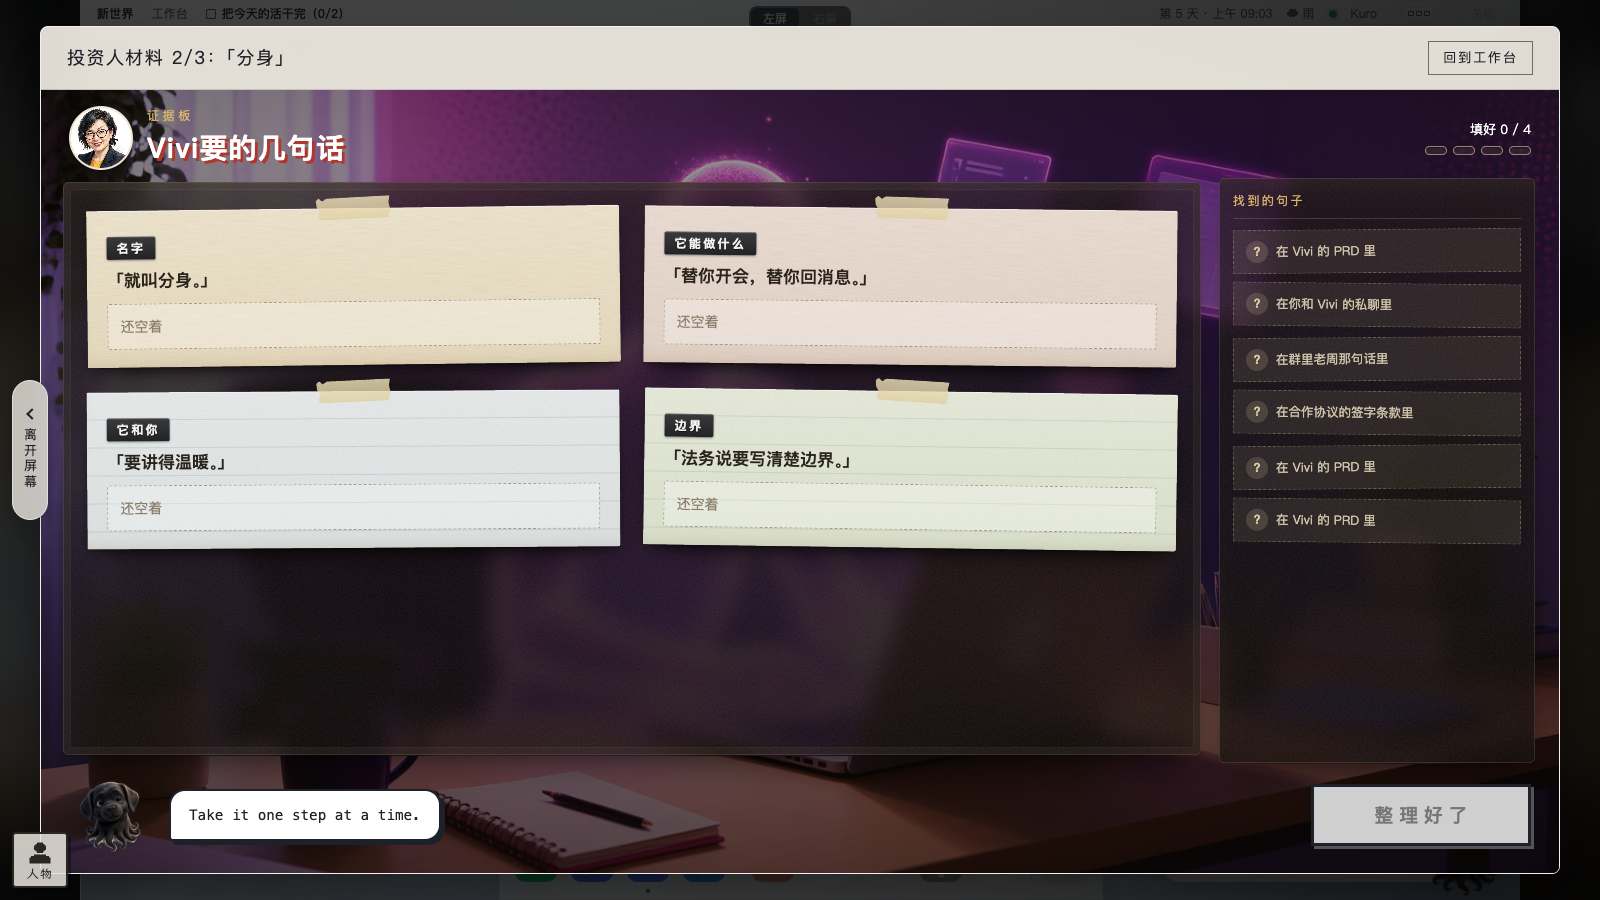 新世界 工作台 把今天的活干完 (0/2)
左屏 右屏
第 5 天 · 上午 09:03 雨 Kuro
投资人材料 2/3：「分身」
回到工作台
证据板
Vivi要的几句话
填好 0 / 4
名字
「就叫分身。」
还空着
它能做什么
「替你开会，替你回消息。」
还空着
它和你
「要讲得温暖。」
还空着
边界
「法务说要写清楚边界。」
还空着
找到的句子
? 在 Vivi 的 PRD 里
? 在你和 Vivi 的私聊里
? 在群里老周那句话里
? 在合作协议的签字条款里
? 在 Vivi 的 PRD 里
? 在 Vivi 的 PRD 里
离开屏幕
Take it one step at a time.
整理好了
人物